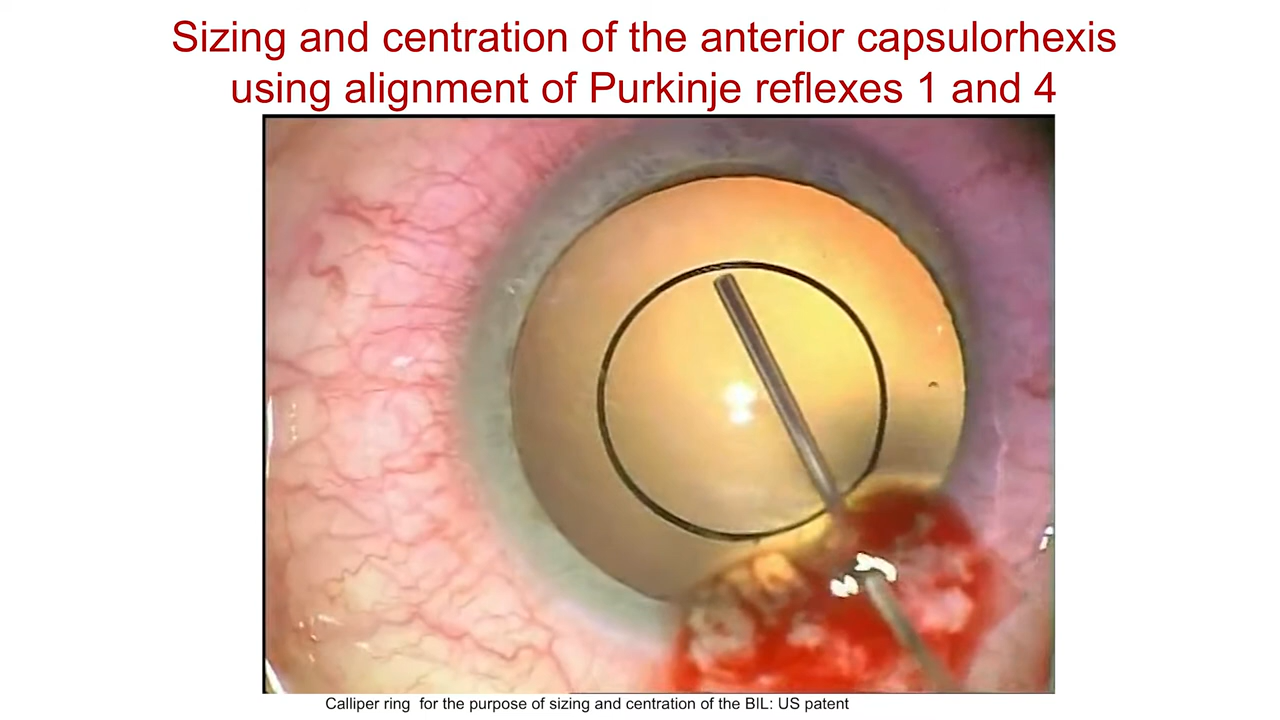 Sizing and centration of the anterior capsulorhexis
using alignment of Purkinje reflexes 1 and 4
Calliper ring for the purpose of sizing and centration of the BIL: US patent